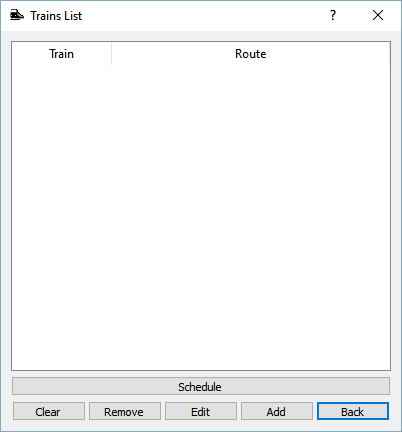 Trains List ?
Train Route
Schedule
Clear Remove Edit Add Back